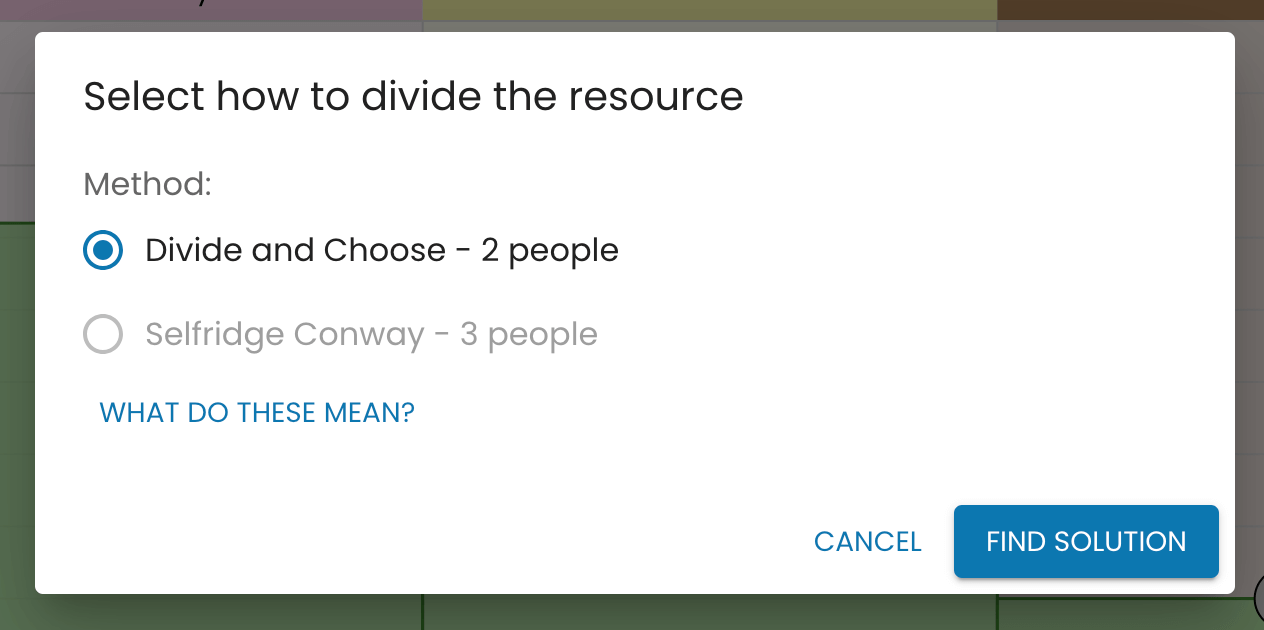 Select how to divide the resource
Method:
Divide and Choose - 2 people
Selfridge Conway - 3 people
WHAT DO THESE MEAN?
CANCEL
FIND SOLUTION